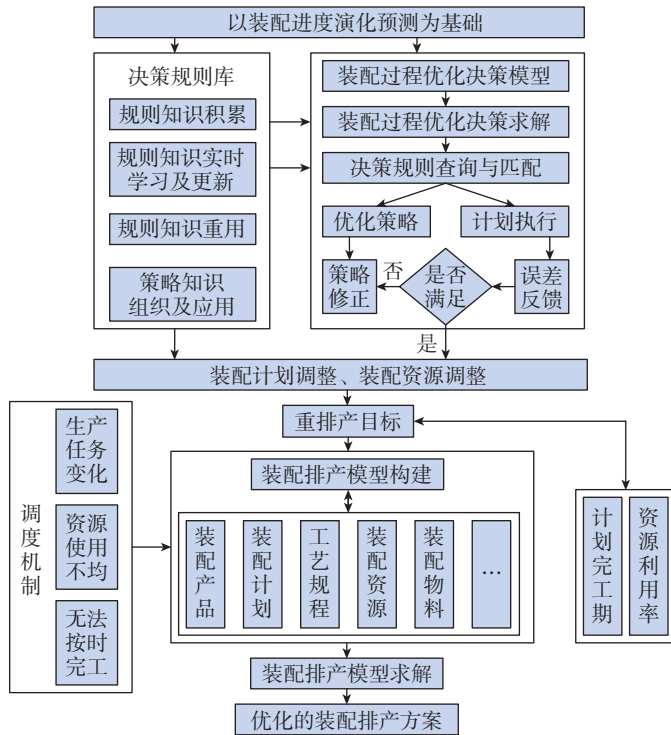 以装配进度演化预测为基础
决策规则库
规则知识积累
规则知识实时
学习及更新
规则知识重用
策略知识
组织及应用
装配过程优化决策模型
装配过程优化决策求解
决策规则查询与匹配
优化策略
计划执行
策略
修正
否
是否
满足
误差
反馈
是
装配计划调整、装配资源调整
重排产目标
调度机制
生产
任务
变化
资源
使用
不均
无法
按时
完工
装配排产模型构建
装配产品
装配计划
工艺规程
装配资源
装配物料
…
计划完工期
资源利用率
装配排产模型求解
优化的装配排产方案